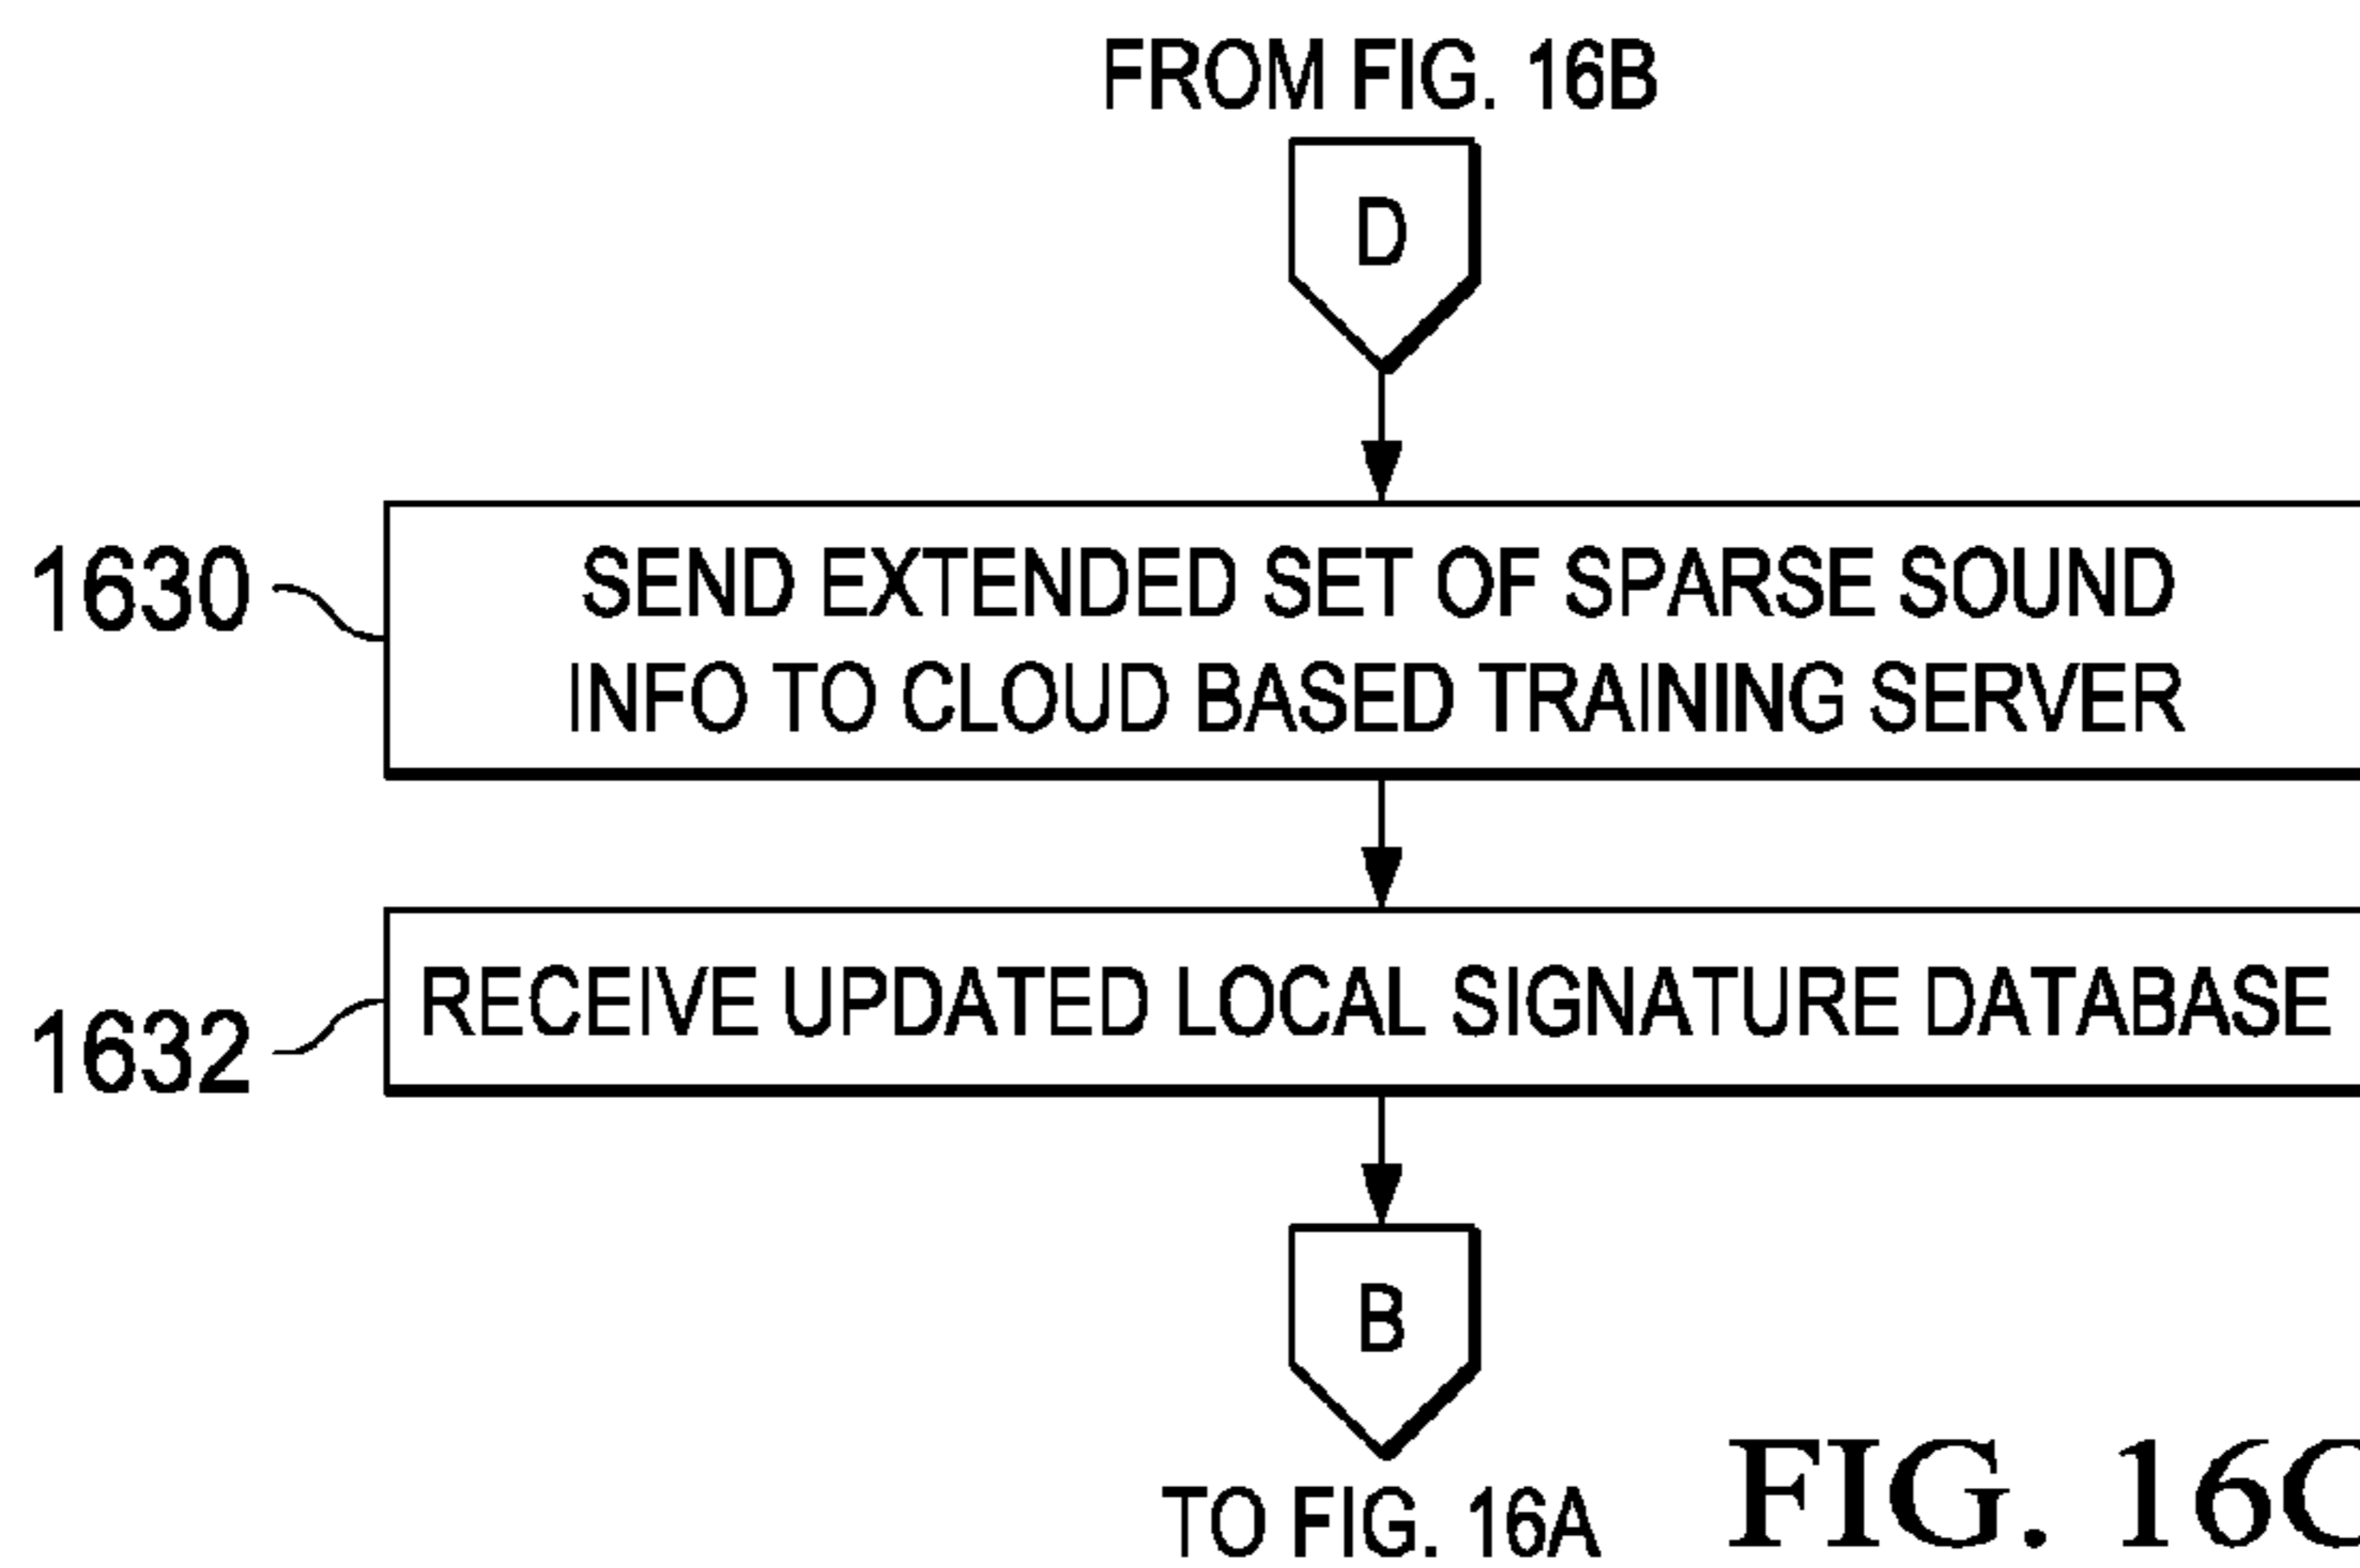 FROM FIG. 16B
D
1630
SEND EXTENDED SET OF SPARSE SOUND
INFO TO CLOUD BASED TRAINING SERVER
1632
RECEIVE UPDATED LOCAL SIGNATURE DATABASE
B
TO FIG. 16A
FIG. 16C